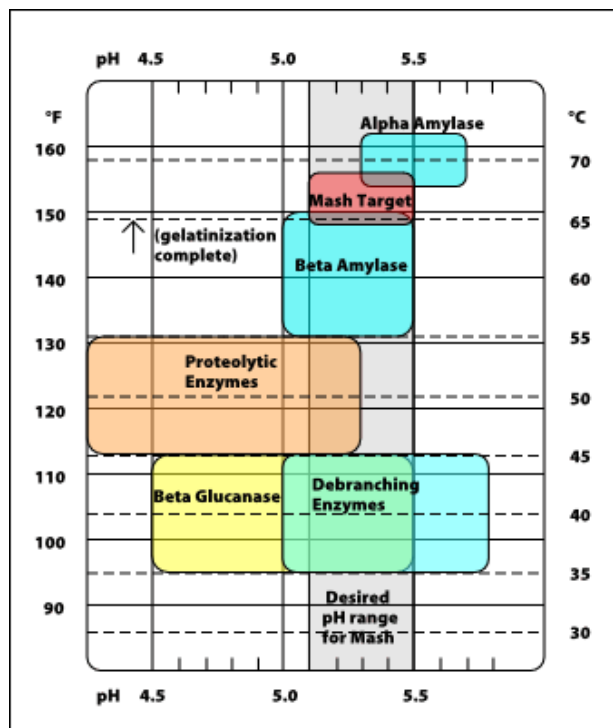 pH 4.5 5.0 5.5
°F °C
Alpha Amylase
160
70
Mash Target
150
65
(gelatinization
complete)
Beta Amylase
140
60
130
55
Proteolytic
Enzymes
50
120
45
110
Beta Glucanase
Debranching
Enzymes
40
100
35
Desired
pH range
for Mash
90
30
pH 4.5 5.0 5.5